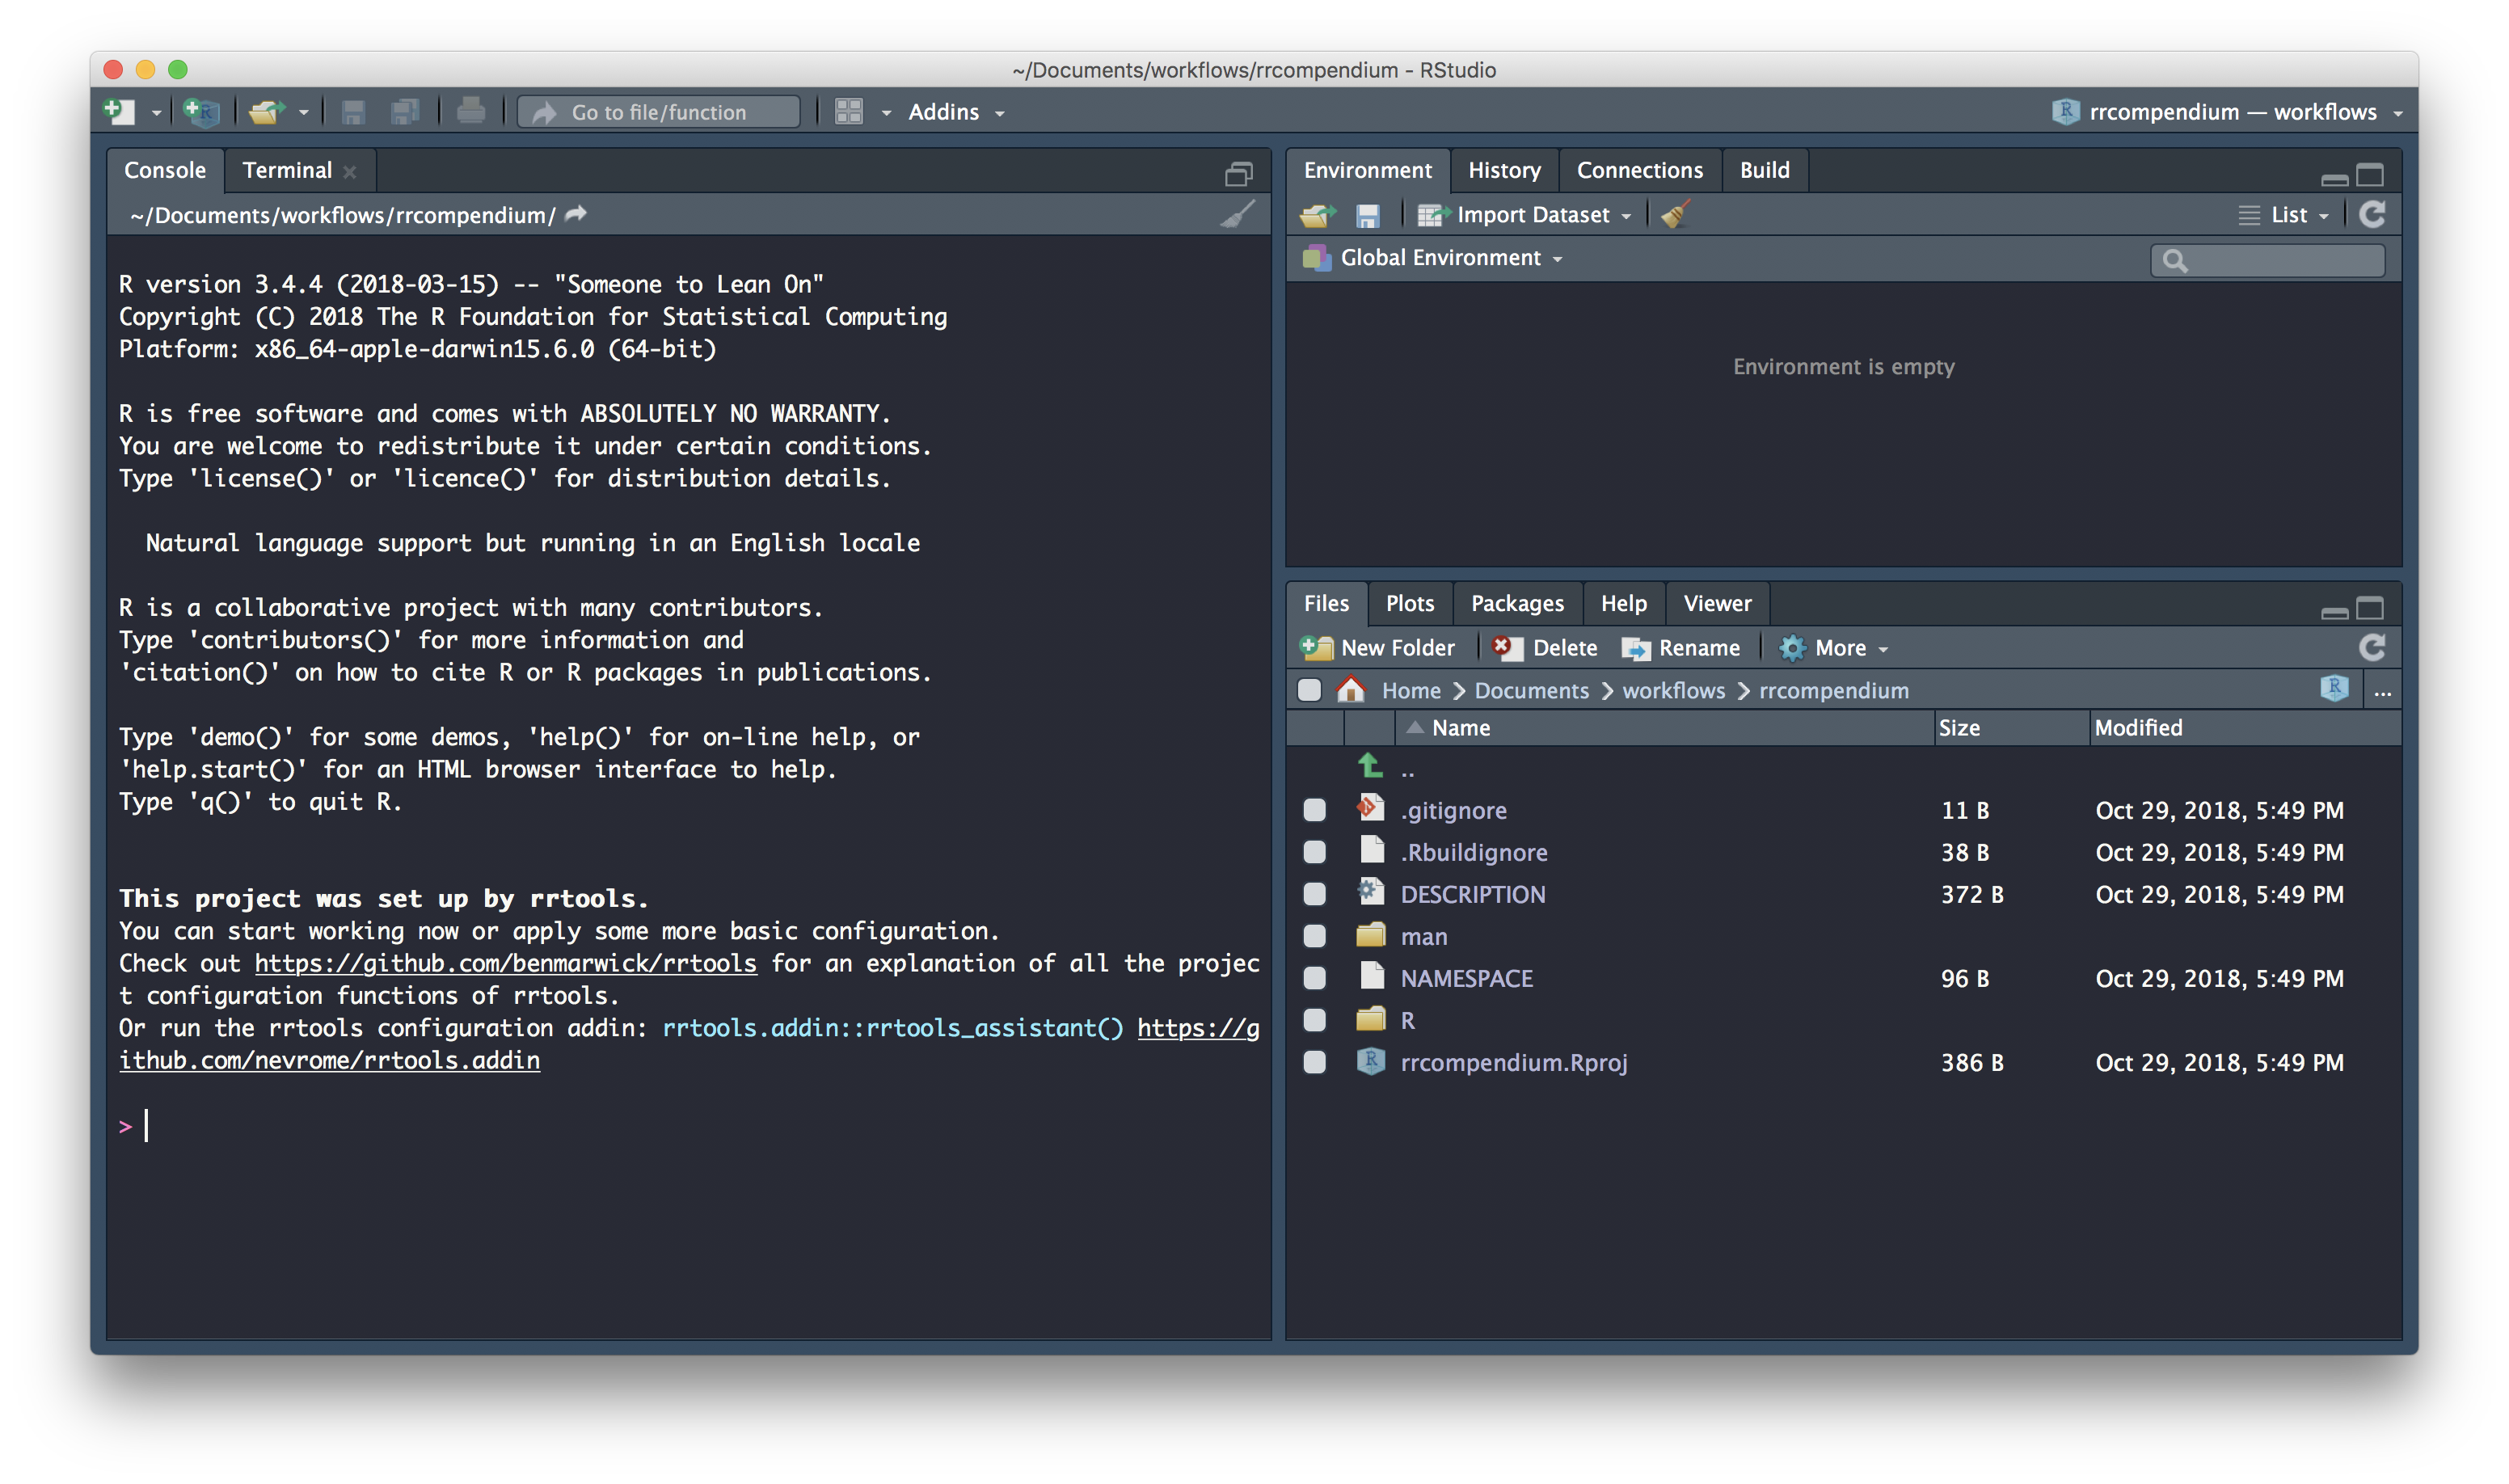 ~/Documents/workflows/rrcompendium - RStudio
Go to file/function
Addins
rrcompendium — workflows
Console
Terminal
~/Documents/workflows/rrcompendium/
R version 3.4.4 (2018-03-15) -- "Someone to Lean On"
Copyright (C) 2018 The R Foundation for Statistical Computing
Platform: x86_64-apple-darwin15.6.0 (64-bit)
R is free software and comes with ABSOLUTELY NO WARRANTY.
You are welcome to redistribute it under certain conditions.
Type 'license()' or 'licence()' for distribution details.
Natural language support but running in an English locale
R is a collaborative project with many contributors.
Type 'contributors()' for more information and
'citation()' on how to cite R or R packages in publications.
Type 'demo()' for some demos, 'help()' for on-line help, or
'help.start()' for an HTML browser interface to help.
Type 'q()' to quit R.
This project was set up by rrtools.
You can start working now or apply some more basic configuration.
Check out https://github.com/benmarwick/rrtools for an explanation of all the projec
t configuration functions of rrtools.
Or run the rrtools configuration addin: rrtools.addin::rrtools_assistant() https://g
ithub.com/nevrome/rrtools.addin
>
Environment History Connections Build
Import Dataset List
Global Environment
Environment is empty
Files Plots Packages Help Viewer
New Folder Delete Rename More
Home Documents workflows rrcompendium ...
Name Size Modified
..
.gitignore 11 B Oct 29, 2018, 5:49 PM
.Rbuildignore 38 B Oct 29, 2018, 5:49 PM
DESCRIPTION 372 B Oct 29, 2018, 5:49 PM
man
NAMESPACE 96 B Oct 29, 2018, 5:49 PM
R
rrcompendium.Rproj 386 B Oct 29, 2018, 5:49 PM